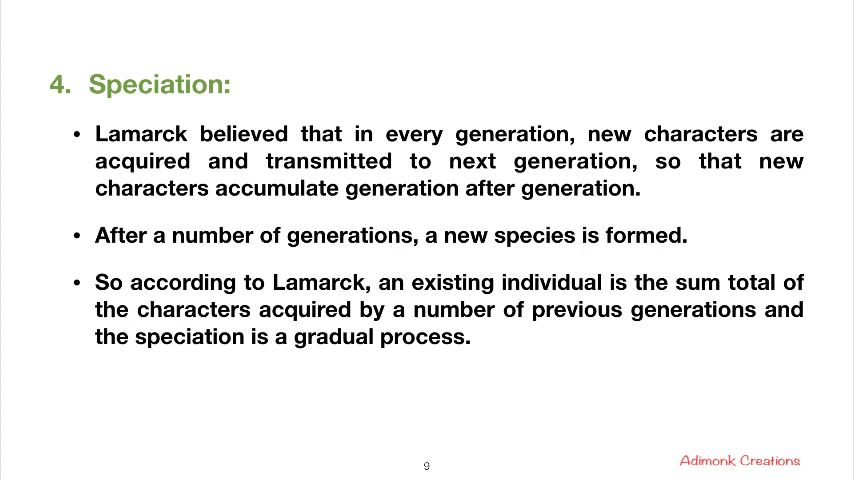 4. Speciation:
• Lamarck believed that in every generation, new characters are
acquired and transmitted to next generation, so that new
characters accumulate generation after generation.
• After a number of generations, a new species is formed.
• So according to Lamarck, an existing individual is the sum total of
the characters acquired by a number of previous generations and
the speciation is a gradual process.
9
Adimonk Creations